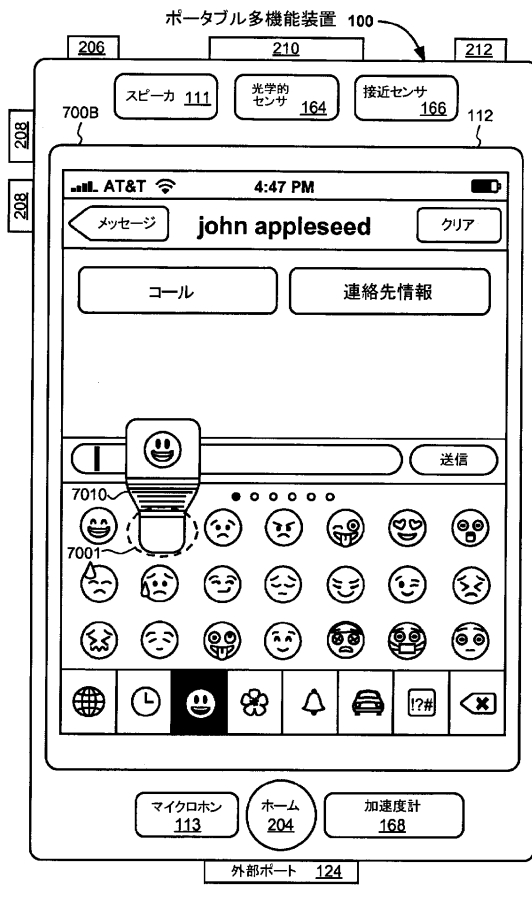 ポータブル多機能装置 100
206
210
212
スピーカ 111
光学的
センサ 164
接近センサ
166
700B
112
208
208
AT&T
4:47 PM
メッセージ
john appleseed
クリア
コール
連絡先情報
送信
7010
7001
!?#
マイクロホン
113
ホーム
204
加速度計
168
外部ポート 124